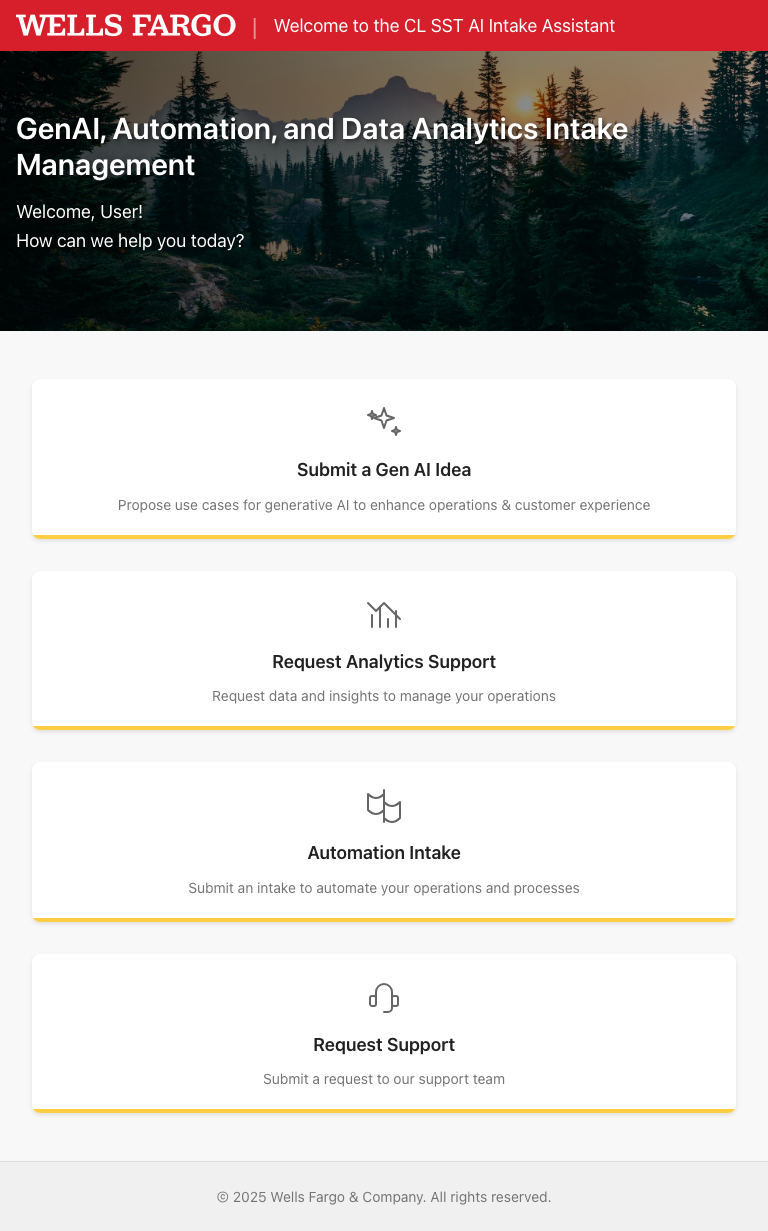 WELLS FARGO | Welcome to the CL SST AI Intake Assistant
GenAI, Automation, and Data Analytics Intake
Management
Welcome, User!
How can we help you today?
Submit a Gen AI Idea
Propose use cases for generative AI to enhance operations & customer experience
Request Analytics Support
Request data and insights to manage your operations
Automation Intake
Submit an intake to automate your operations and processes
Request Support
Submit a request to our support team
© 2025 Wells Fargo & Company. All rights reserved.